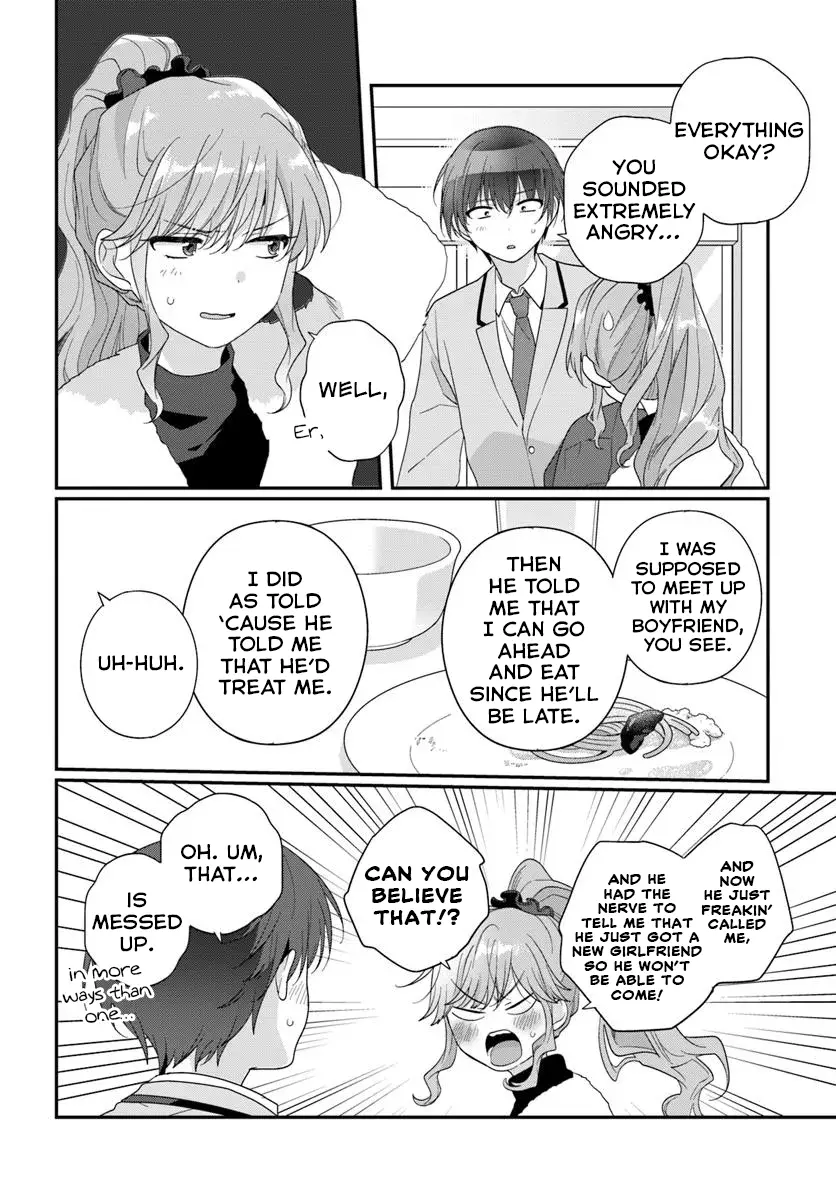 EVERYTHING
OKAY?
YOU
SOUNDED
EXTREMELY
ANGRY...
WELL,
Er,
I WAS
SUPPOSED
TO MEET UP
WITH MY
BOYFRIEND,
YOU SEE.
THEN
HE TOLD
ME THAT
I CAN GO
AHEAD
AND EAT
SINCE HE'LL
BE LATE.
I DID
AS TOLD
'CAUSE HE
TOLD ME
THAT HE'D
TREAT ME.
UH-HUH.
AND
NOW
HE JUST
FREAKIN'
CALLED
ME,
AND HE
HAD THE
NERVE TO
TELL ME THAT
HE JUST GOT A
NEW GIRLFRIEND
SO HE WON'T
BE ABLE TO
COME!
CAN YOU
BELIEVE
THAT!?
OH. UM,
THAT...
IS
MESSED
UP.
in more
ways than
one...